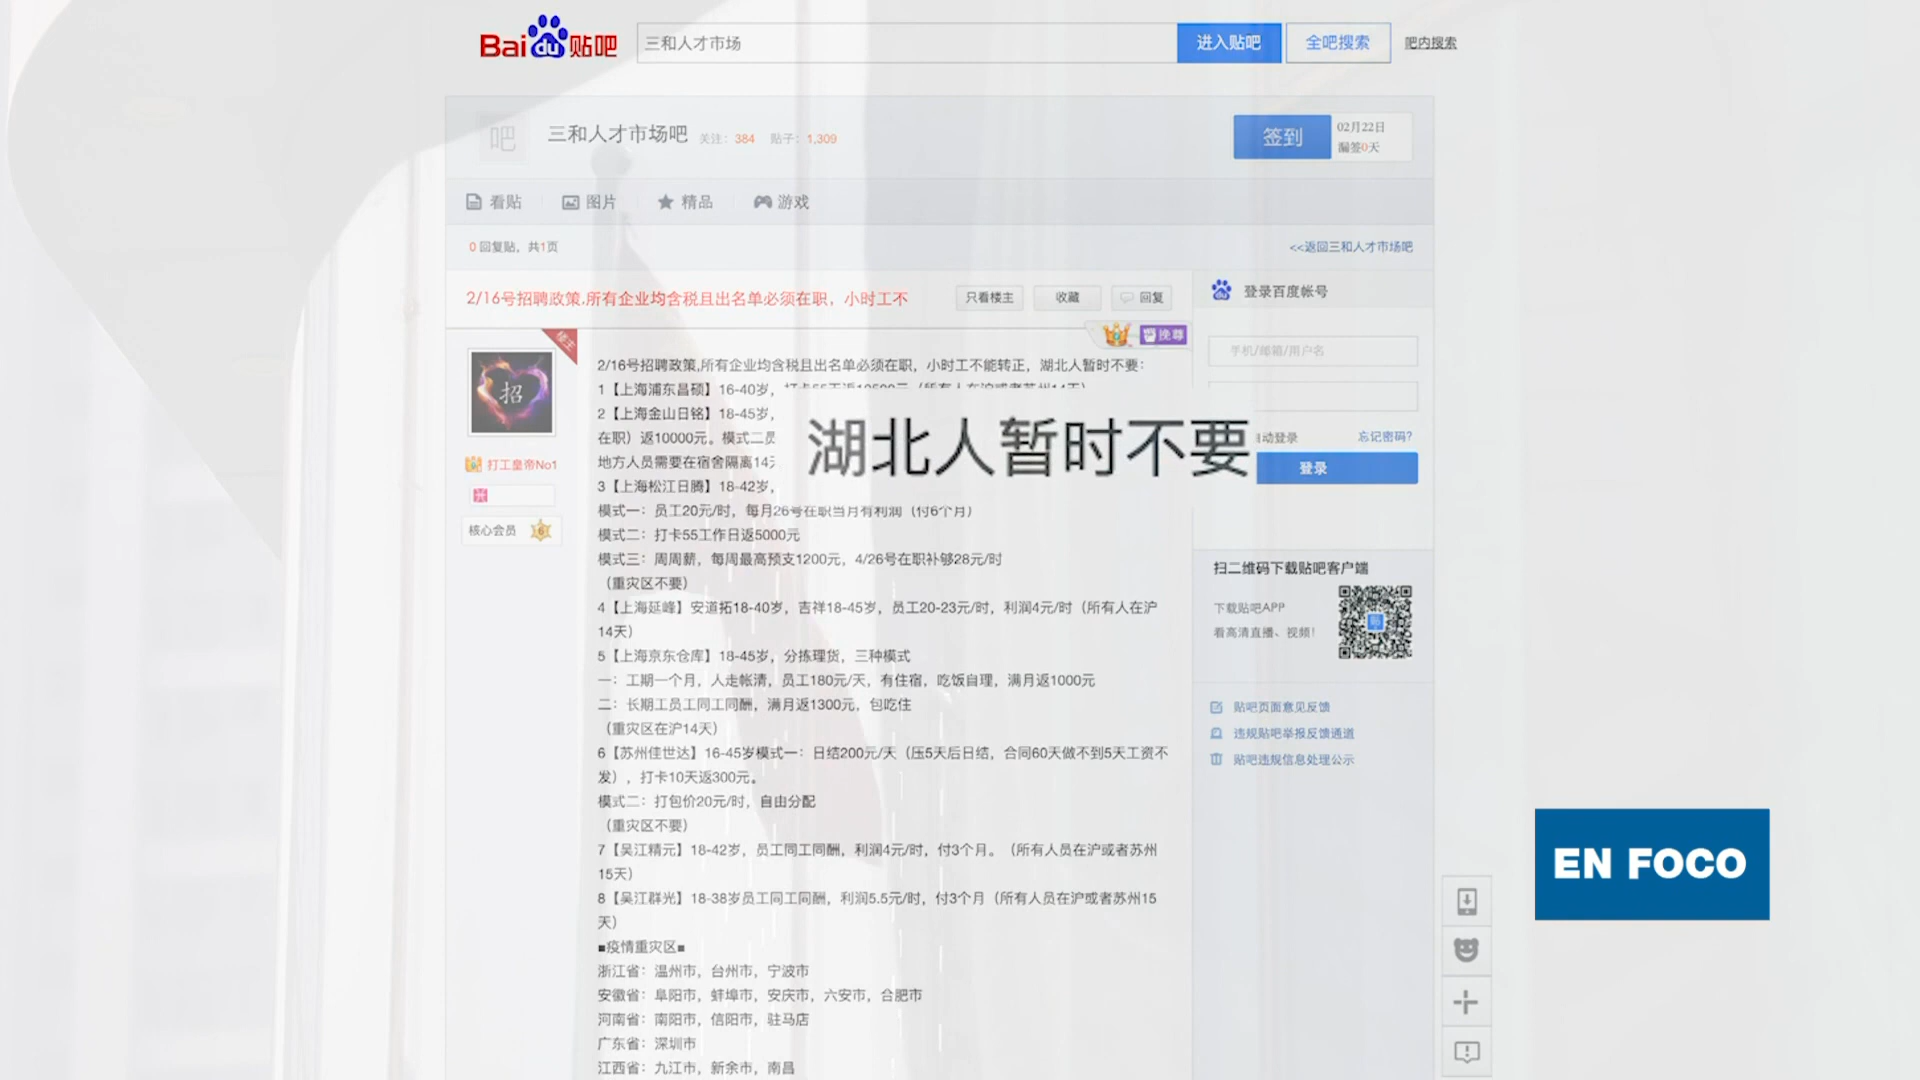 Bai du 贴吧
三和人才市场
进入贴吧
全吧搜索
吧内搜索
吧
三和人才市场吧 关注：384 贴子：1,309
签到
02月22日
漏签0天
看贴 图片 精品 游戏
0 回复贴，共1页
<<返回三和人才市场吧
2/16号招聘政策,所有企业均含税且出名单必须在职，小时工不
只看楼主 收藏 回复
登录百度帐号
手机/邮箱/用户名
楼主
招
打工皇帝No1
核心会员 6
2/16号招聘政策,所有企业均含税且出名单必须在职，小时工不能转正，湖北人暂时不要：
1【上海浦东昌硕】16-40岁，
2【上海金山日铭】18-45岁，
在职）返10000元。模式二员
地方人员需要在宿舍隔离14天
3【上海松江日腾】18-42岁，
湖北人暂时不要
模式一：员工20元/时，每月26号在职当月有利润（付6个月）
模式二：打卡55工作日返5000元
模式三：周周薪，每周最高预支1200元，4/26号在职补够28元/时
（重灾区不要）
4【上海延峰】安道拓18-40岁，吉祥18-45岁，员工20-23元/时，利润4元/时（所有人在沪
14天）
5【上海京东仓库】18-45岁，分拣理货，三种模式
一：工期一个月，人走帐清，员工180元/天，有住宿，吃饭自理，满月返1000元
二：长期工员工同工同酬，满月返1300元，包吃住
（重灾区在沪14天）
6【苏州佳世达】16-45岁模式一：日结200元/天（压5天后日结，合同60天做不到5天工资不
发），打卡10天返300元。
模式二：打包价20元/时，自由分配
（重灾区不要）
7【吴江精元】18-42岁，员工同工同酬，利润4元/时，付3个月。（所有人员在沪或者苏州
15天）
8【吴江群光】18-38岁员工同工同酬，利润5.5元/时，付3个月（所有人员在沪或者苏州15
天）
■疫情重灾区■
浙江省：温州市，台州市，宁波市
安徽省：阜阳市，蚌埠市，安庆市，六安市，合肥市
河南省：南阳市，信阳市，驻马店
广东省：深圳市
江西省：九江市，新余市，南昌
动登录
忘记密码?
登录
扫二维码下载贴吧客户端
下载贴吧APP
看高清直播、视频！
贴吧页面意见反馈
违规贴吧举报反馈通道
贴吧违规信息处理公示
EN FOCO